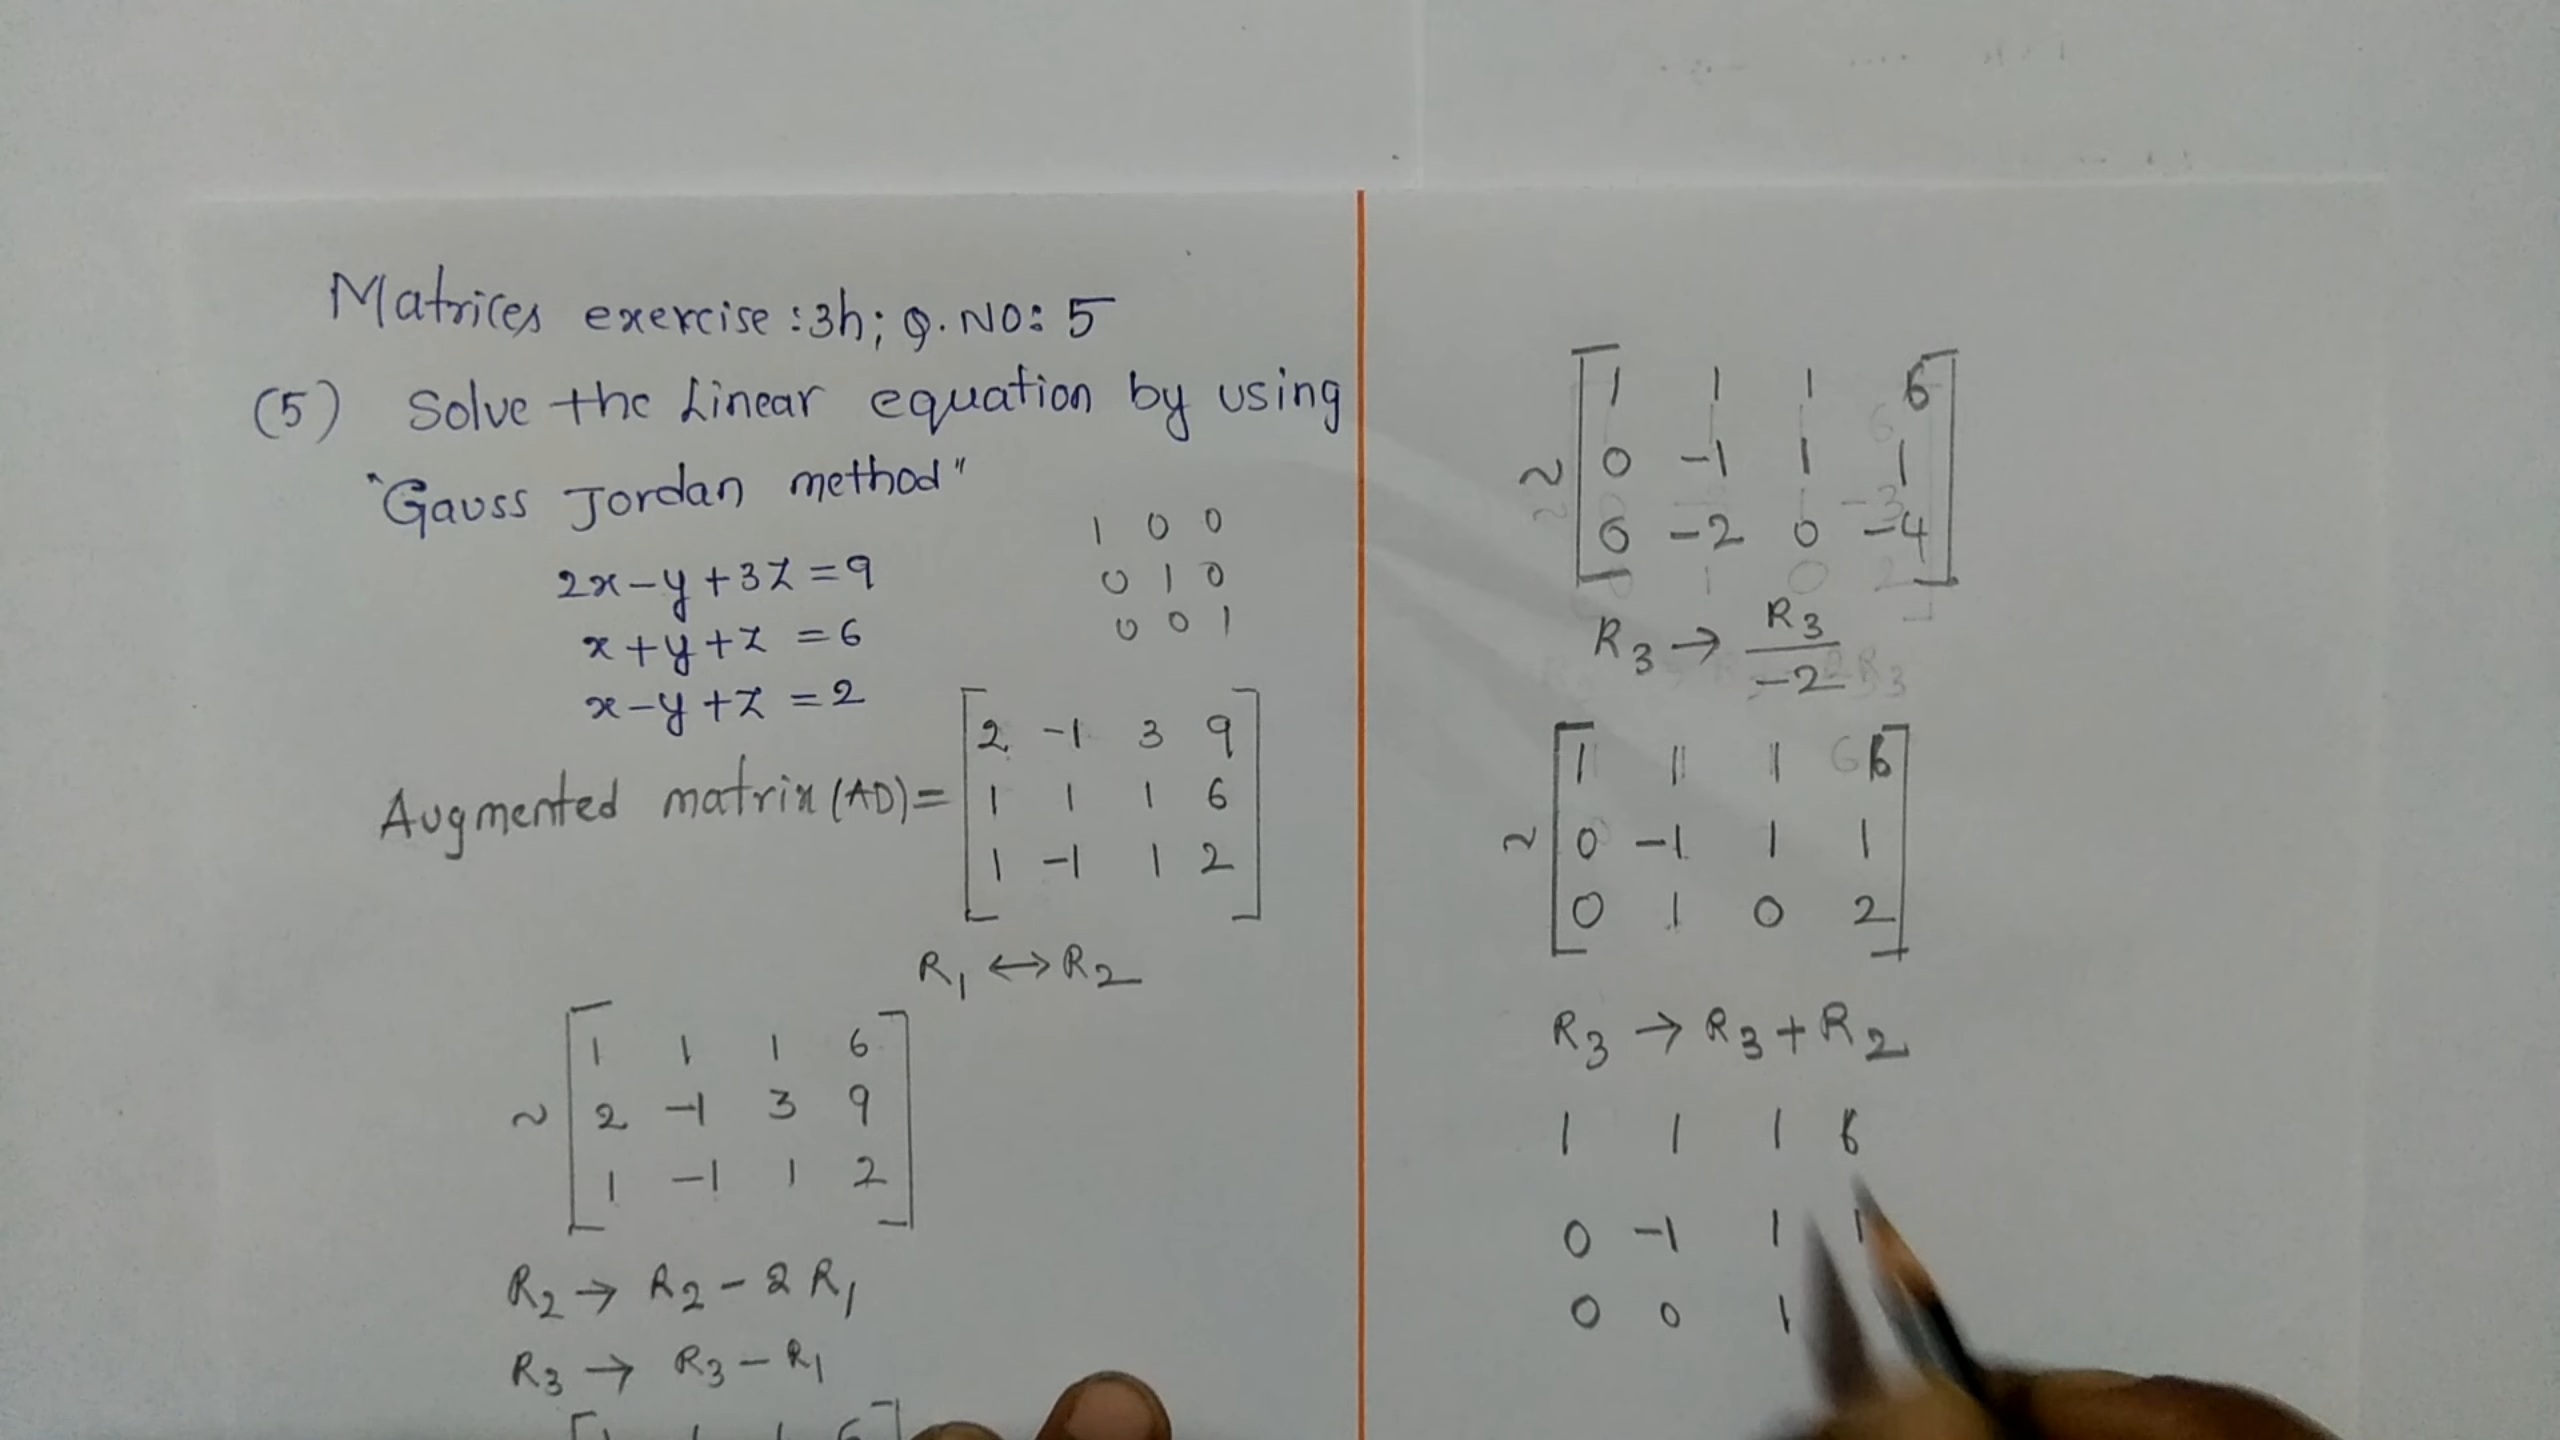 Matrices exercise : 3h; Q. NO: 5
(5) Solve the Linear equation by using
"Gauss Jordan method"
2x-y+3z=9
x+y+z=6
x-y+z=2
1 0 0
0 1 0
0 0 1
Augmented matrix (AD)=
2 -1 3 9
1 1 1 6
1 -1 1 2
R1 ↔ R2
~
1 1 1 6
2 -1 3 9
1 -1 1 2
R2 → R2 - 2R1
R3 → R3 - R1
1 1 1 6
~
1 1 1 6
0 -1 1 1
0 -2 0 -4
R3 → R3/-2
~
1 1 1 6
0 -1 1 1
0 1 0 2
R3 → R3 + R2
1 1 1 6
0 -1 1 1
0 0 1